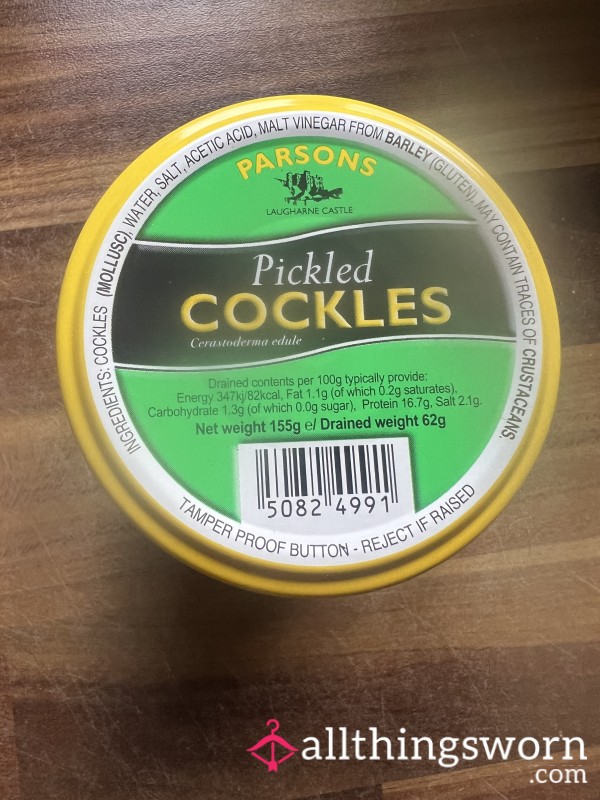 INGREDIENTS: COCKLES (MOLLUSC), WATER, SALT, ACETIC ACID, MALT VINEGAR FROM BARLEY (GLUTEN). MAY CONTAIN TRACES OF CRUSTACEANS.
PARSONS
LAUGHARNE CASTLE
Pickled
COCKLES
Cerastoderma edule
Drained contents per 100g typically provide:
Energy 347kj/82kcal, Fat 1.1g (of which 0.2g saturates),
Carbohydrate 1.3g (of which 0.0g sugar), Protein 16.7g, Salt 2.1g.
Net weight 155g e/ Drained weight 62g
5082 4991
TAMPER PROOF BUTTON - REJECT IF RAISED
allthingsworn
.com